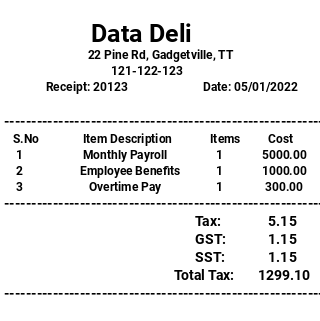 Data Deli
22 Pine Rd, Gadgetville, TT
121-122-123
Receipt: 20123 Date: 05/01/2022
S.No Item Description Items Cost
1 Monthly Payroll 1 5000.00
2 Employee Benefits 1 1000.00
3 Overtime Pay 1 300.00
Tax: 5.15
GST: 1.15
SST: 1.15
Total Tax: 1299.10